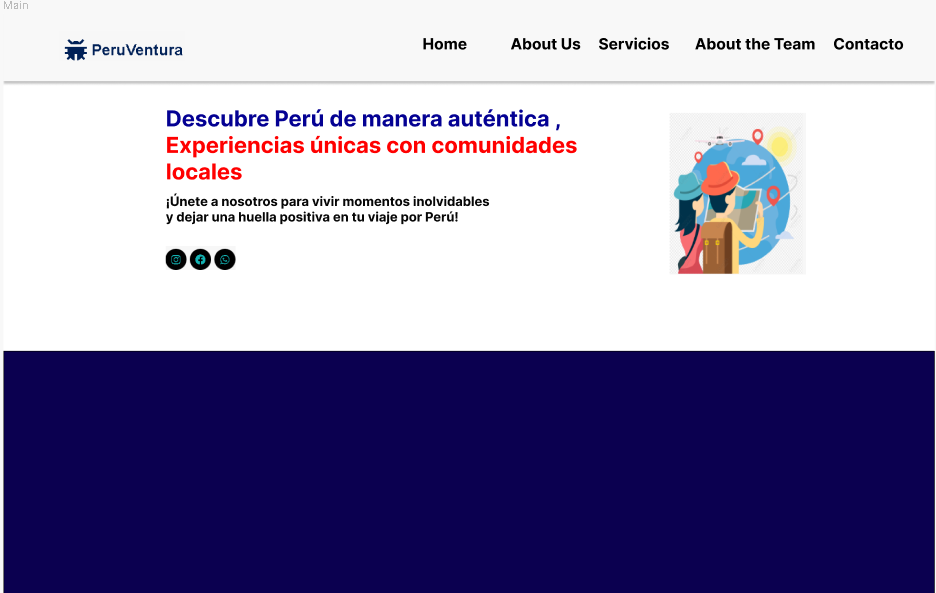 Main
PeruVentura
Home About Us Servicios About the Team Contacto
Descubre Perú de manera auténtica ,
Experiencias únicas con comunidades
locales
¡Únete a nosotros para vivir momentos inolvidables
y dejar una huella positiva en tu viaje por Perú!